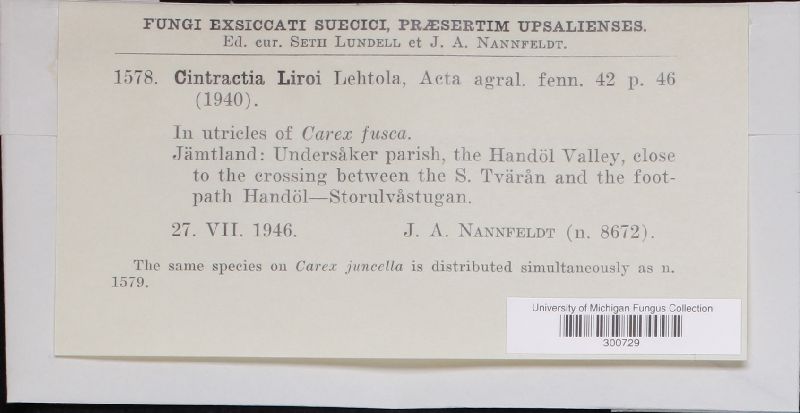 FUNGI EXSICCATI SUECICI, PRÆSERTIM UPSALIENSES.
Ed. cur. SETH LUNDELL et J. A. NANNFELDT.
1578. Cintractia Liroi Lehtola, Acta agral. fenn. 42 p. 46
(1940).
In utricles of Carex fusca.
Jämtland: Undersåker parish, the Handöl Valley, close
to the crossing between the S. Tvärån and the foot-
path Handöl—Storulvåstugan.
27. VII. 1946. J. A. NANNFELDT (n. 8672).
The same species on Carex juncella is distributed simultaneously as n.
1579.
University of Michigan Fungus Collection
300729